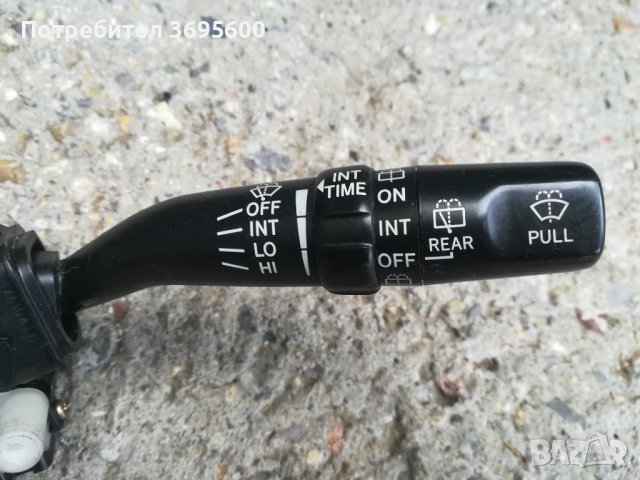 Потребител 3695600
OFF
INT
LO
HI
INT
TIME
ON
INT
OFF
REAR
PULL
BAZAR